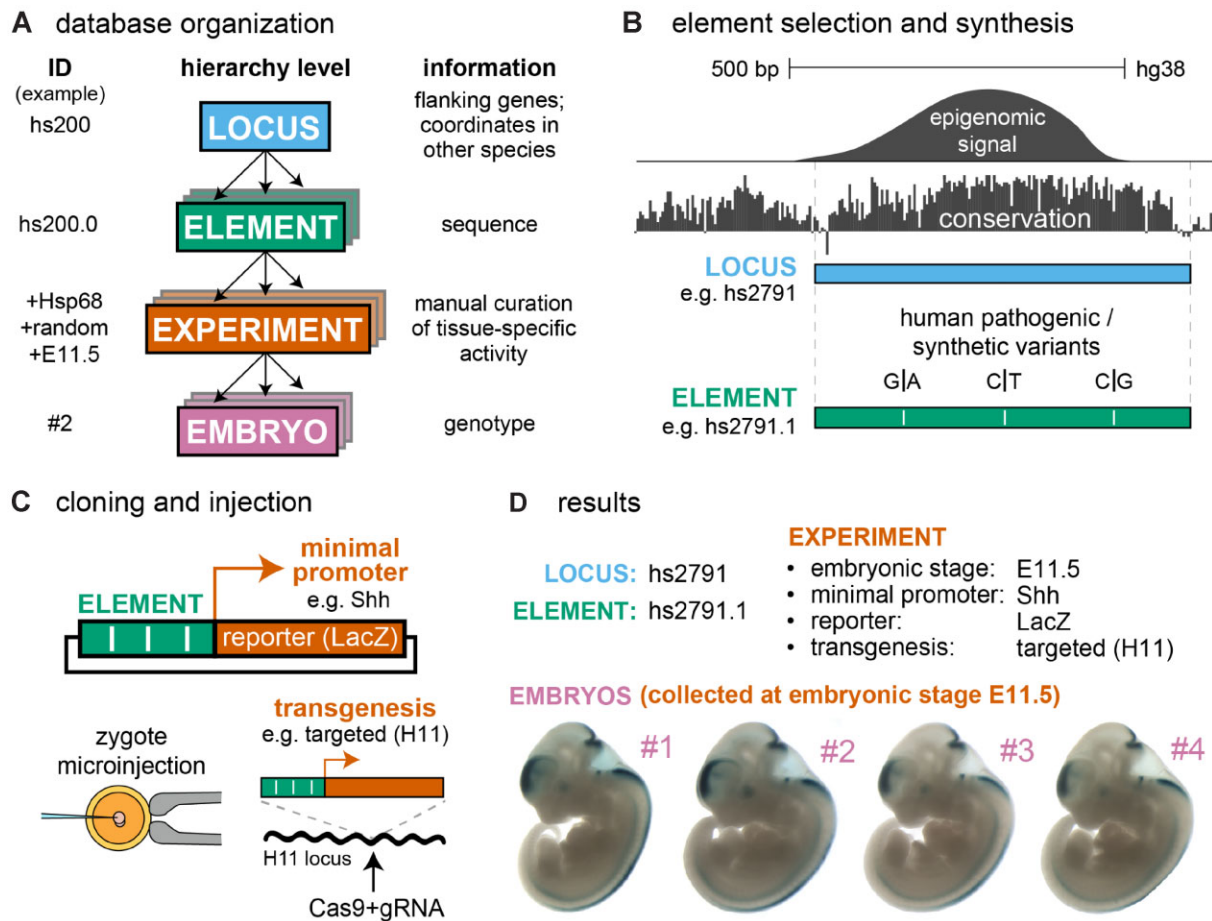 A database organization
ID
(example)
hierarchy level
information
hs200
LOCUS
flanking genes;
coordinates in
other species
hs200.0
ELEMENT
sequence
+Hsp68
+random
+E11.5
EXPERIMENT
manual curation
of tissue-specific
activity
#2
EMBRYO
genotype
B element selection and synthesis
500 bp
hg38
epigenomic
signal
conservation
LOCUS
e.g. hs2791
human pathogenic /
synthetic variants
G|A C|T C|G
ELEMENT
e.g. hs2791.1
C cloning and injection
minimal
promoter
e.g. Shh
ELEMENT
reporter (LacZ)
zygote
microinjection
transgenesis
e.g. targeted (H11)
H11 locus
Cas9+gRNA
D results
LOCUS: hs2791
ELEMENT: hs2791.1
EXPERIMENT
• embryonic stage: E11.5
• minimal promoter: Shh
• reporter: LacZ
• transgenesis: targeted (H11)
EMBRYOS (collected at embryonic stage E11.5)
#1 #2 #3 #4